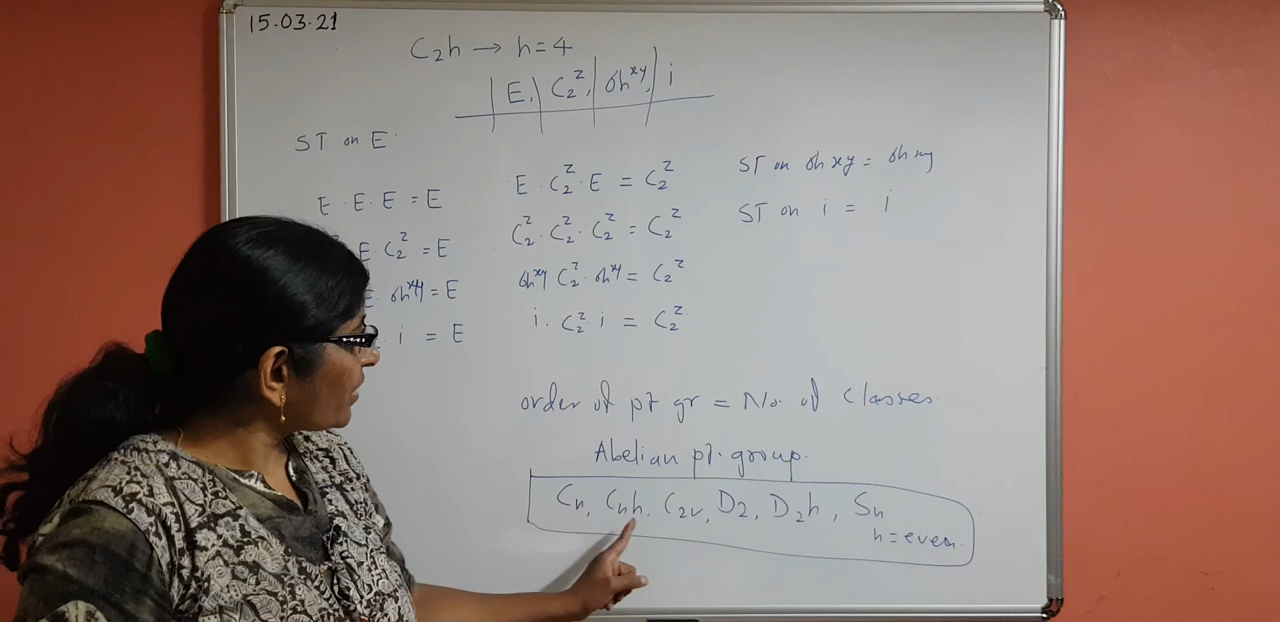 15.03.21
C₂h → h=4
E, C₂ᶻ, σhˣʸ, i
ST on E
E · E · E = E
E C₂ᶻ = E
E · σhˣʸ = E
· i = E
E · C₂ᶻ · E = C₂ᶻ
C₂ᶻ · C₂ᶻ · C₂ᶻ = C₂ᶻ
σhˣʸ C₂ᶻ · σhˣʸ = C₂ᶻ
i · C₂ᶻ · i = C₂ᶻ
ST on σh xy = σh xy
ST on i = i
order of pt gr = No. of Classes.
Abelian pt. group.
Cn, Cnh, C₂v, D₂, D₂h, Sn
n = even.